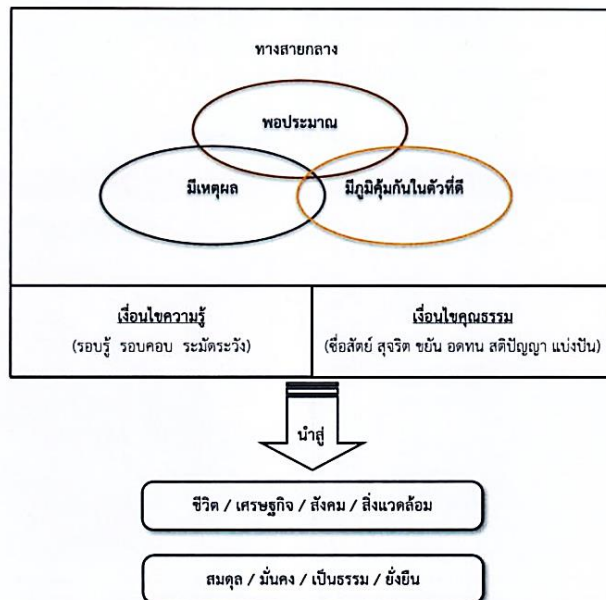 ทางสายกลาง
พอประมาณ
มีเหตุผล
มีภูมิคุ้มกันในตัวที่ดี
เงื่อนไขความรู้
(รอบรู้ รอบคอบ ระมัดระวัง)
เงื่อนไขคุณธรรม
(ซื่อสัตย์ สุจริต ขยัน อดทน สติปัญญา แบ่งปัน)
นำสู่
ชีวิต / เศรษฐกิจ / สังคม / สิ่งแวดล้อม
สมดุล / มั่นคง / เป็นธรรม / ยั่งยืน